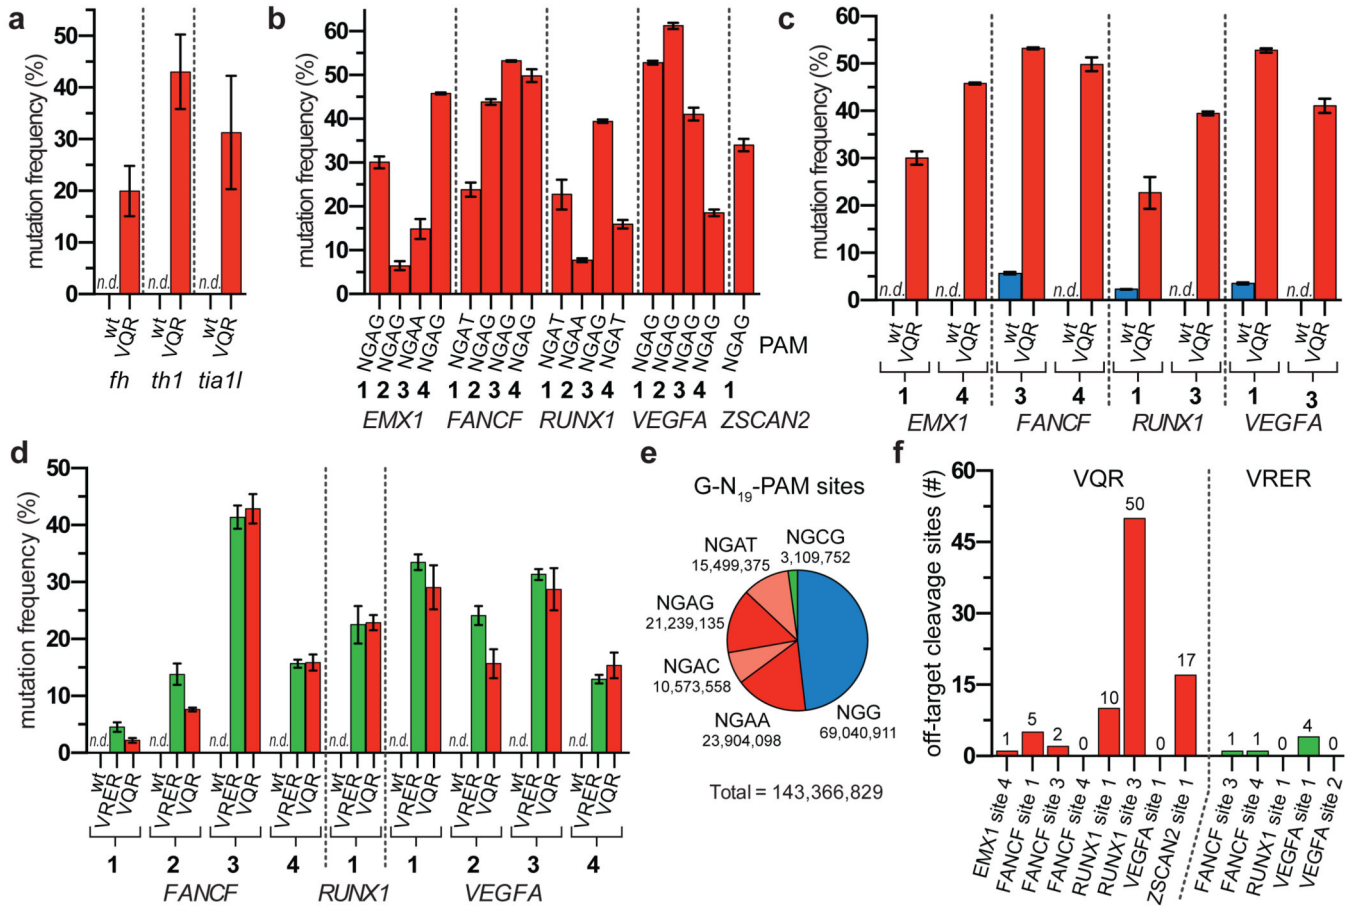 a
mutation frequency (%)
50
40
30
20
10
0
n.d. n.d. n.d.
wt VQR wt VQR wt VQR
fh th1 tia1l
b
mutation frequency (%)
60
50
40
30
20
10
0
NGAG NGAG NGAA NGAG NGAT NGAG NGAG NGAG NGAT NGAA NGAG NGAT NGAG NGAG NGAG NGAG NGAG
PAM
1 2 3 4 1 2 3 4 1 2 3 4 1 2 3 4 1
EMX1 FANCF RUNX1 VEGFA ZSCAN2
c
mutation frequency (%)
60
50
40
30
20
10
0
n.d. n.d. n.d. n.d. n.d.
wt VQR wt VQR wt VQR wt VQR wt VQR wt VQR wt VQR wt VQR
1 4 3 4 1 3 1 3
EMX1 FANCF RUNX1 VEGFA
d
mutation frequency (%)
50
40
30
20
10
0
n.d. n.d. n.d. n.d. n.d. n.d. n.d. n.d. n.d.
wt VRER VQR wt VRER VQR wt VRER VQR wt VRER VQR wt VRER VQR wt VRER VQR wt VRER VQR wt VRER VQR wt VRER VQR
1 2 3 4 1 1 2 3 4
FANCF RUNX1 VEGFA
e
G-N19-PAM sites
NGCG
3,109,752
NGAT
15,499,375
NGAG
21,239,135
NGAC
10,573,558
NGAA
23,904,098
NGG
69,040,911
Total = 143,366,829
f
off-target cleavage sites (#)
60
45
30
15
0
VQR VRER
1 5 2 0 10 50 0 17 1 1 0 4 0
EMX1 site 4
FANCF site 1
FANCF site 3
FANCF site 4
RUNX1 site 1
RUNX1 site 3
VEGFA site 1
ZSCAN2 site 1
FANCF site 3
FANCF site 4
RUNX1 site 1
VEGFA site 1
VEGFA site 2